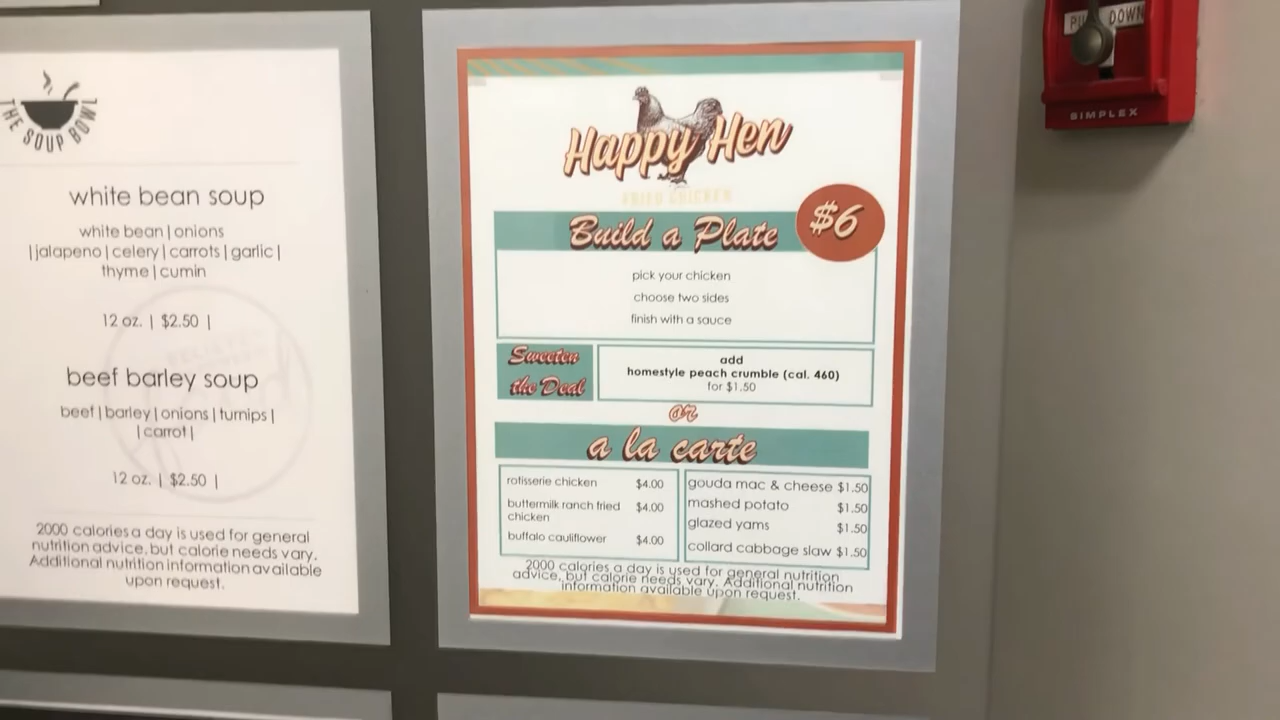 THE SOUP BOWL
white bean soup
white bean | onions
| jalapeno | celery | carrots | garlic |
thyme | cumin
12 oz. | $2.50 |
beef barley soup
beef | barley | onions | turnips |
| carrot |
12 oz. | $2.50 |
2000 calories a day is used for general
nutrition advice, but calorie needs vary.
Additional nutrition information available
upon request.
Happy Hen
FRIED CHICKEN
Build a Plate
$6
pick your chicken
choose two sides
finish with a sauce
Sweeten
the Deal
add
homestyle peach crumble (cal. 460)
for $1.50
or
a la carte
rotisserie chicken $4.00
buttermilk ranch fried $4.00
chicken
buffalo cauliflower $4.00
gouda mac & cheese $1.50
mashed potato $1.50
glazed yams $1.50
collard cabbage slaw $1.50
2000 calories a day is used for general nutrition
advice, but calorie needs vary. Additional nutrition
information available upon request.
DOWN
SIMPLEX